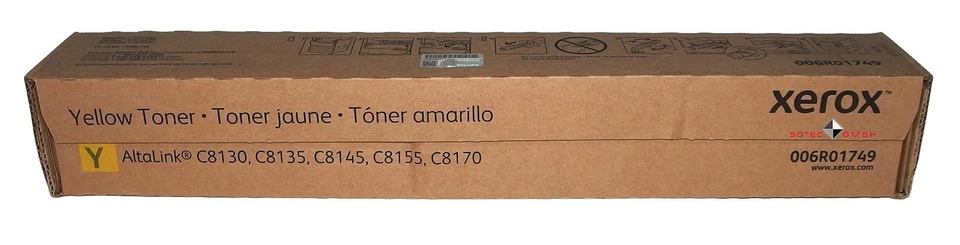 006R01749
Yellow Toner • Toner jaune • Tóner amarillo
xerox™
SOTEC GMBH
Y AltaLink® C8130, C8135, C8145, C8155, C8170
006R01749
www.xerox.com